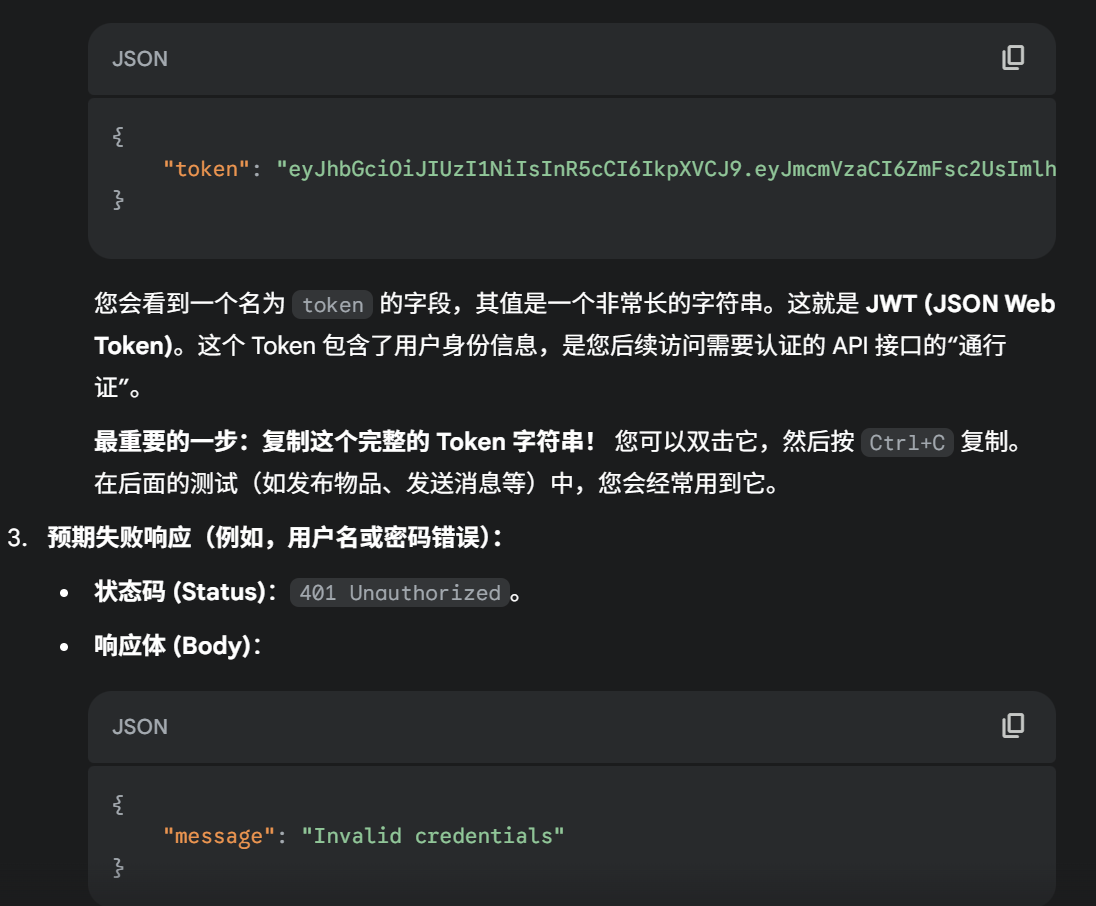 JSON
{
"token": "eyJhbGciOiJIUzI1NiIsInR5cCI6IkpXVCJ9.eyJmcmVzaCI6ZmFsc2UsImlh
}
您会看到一个名为 token 的字段，其值是一个非常长的字符串。这就是 JWT (JSON Web
Token)。这个 Token 包含了用户身份信息，是您后续访问需要认证的 API 接口的“通行
证”。
最重要的一步：复制这个完整的 Token 字符串！ 您可以双击它，然后按 Ctrl+C 复制。
在后面的测试（如发布物品、发送消息等）中，您会经常用到它。
3. 预期失败响应（例如，用户名或密码错误）：
• 状态码 (Status)： 401 Unauthorized。
• 响应体 (Body)：
JSON
{
"message": "Invalid credentials"
}